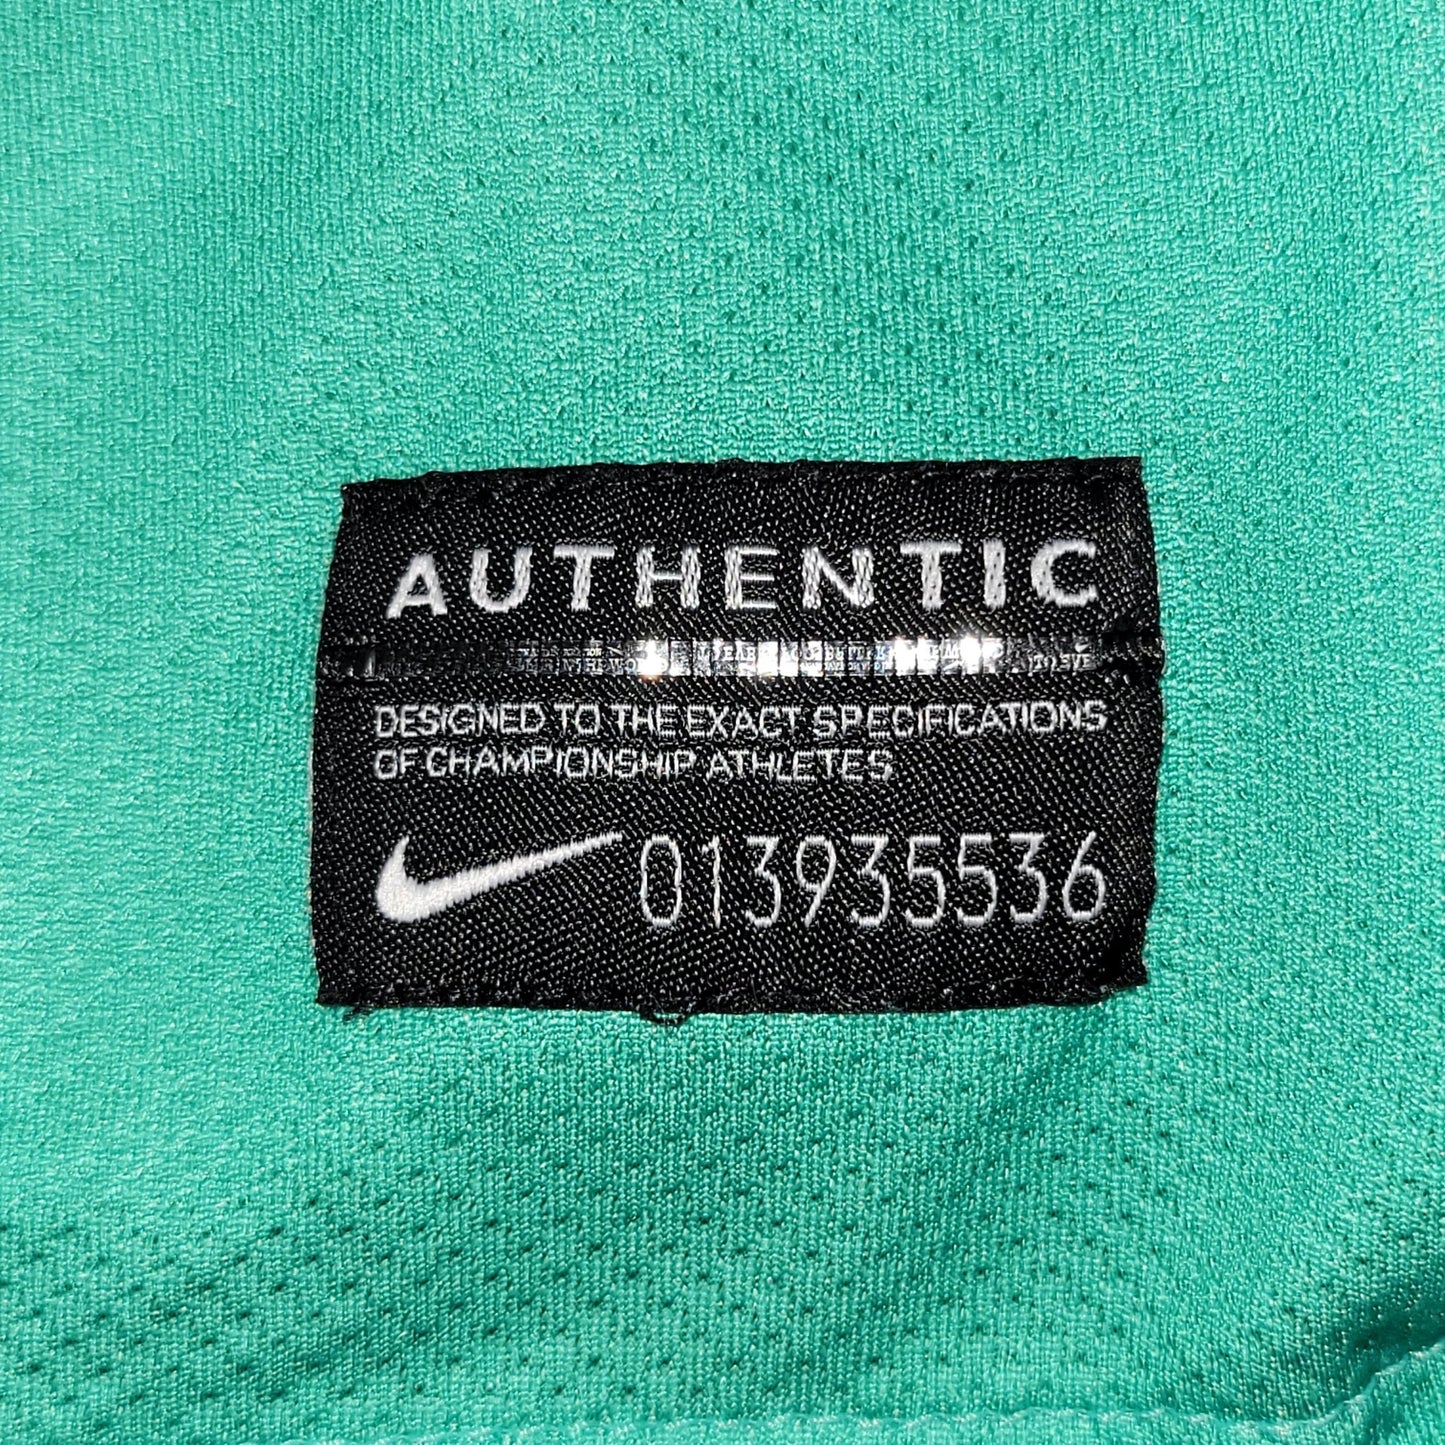 AUTHENTIC
DESIGNED TO THE EXACT SPECIFICATIONS
OF CHAMPIONSHIP ATHLETES
013935536